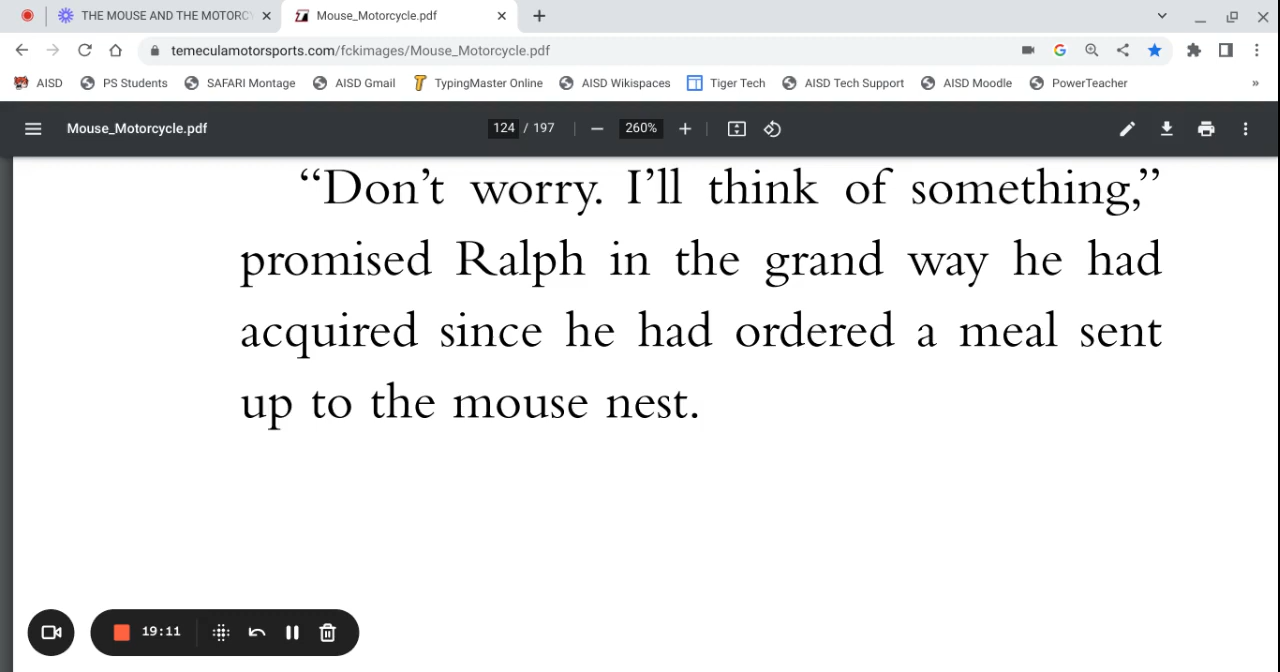 THE MOUSE AND THE MOTORCY
Mouse_Motorcycle.pdf
temeculamotorsports.com/fckimages/Mouse_Motorcycle.pdf
AISD PS Students SAFARI Montage AISD Gmail TypingMaster Online AISD Wikispaces Tiger Tech AISD Tech Support AISD Moodle PowerTeacher »
Mouse_Motorcycle.pdf 124 / 197 260%
“Don’t worry. I’ll think of something,”
promised Ralph in the grand way he had
acquired since he had ordered a meal sent
up to the mouse nest.
19:11